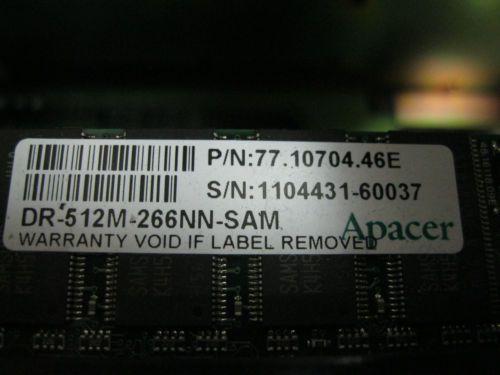 P/N:77.10704.46E
S/N:1104431-60037
DR-512M-266NN-SAM
Apacer
WARRANTY VOID IF LABEL REMOVED